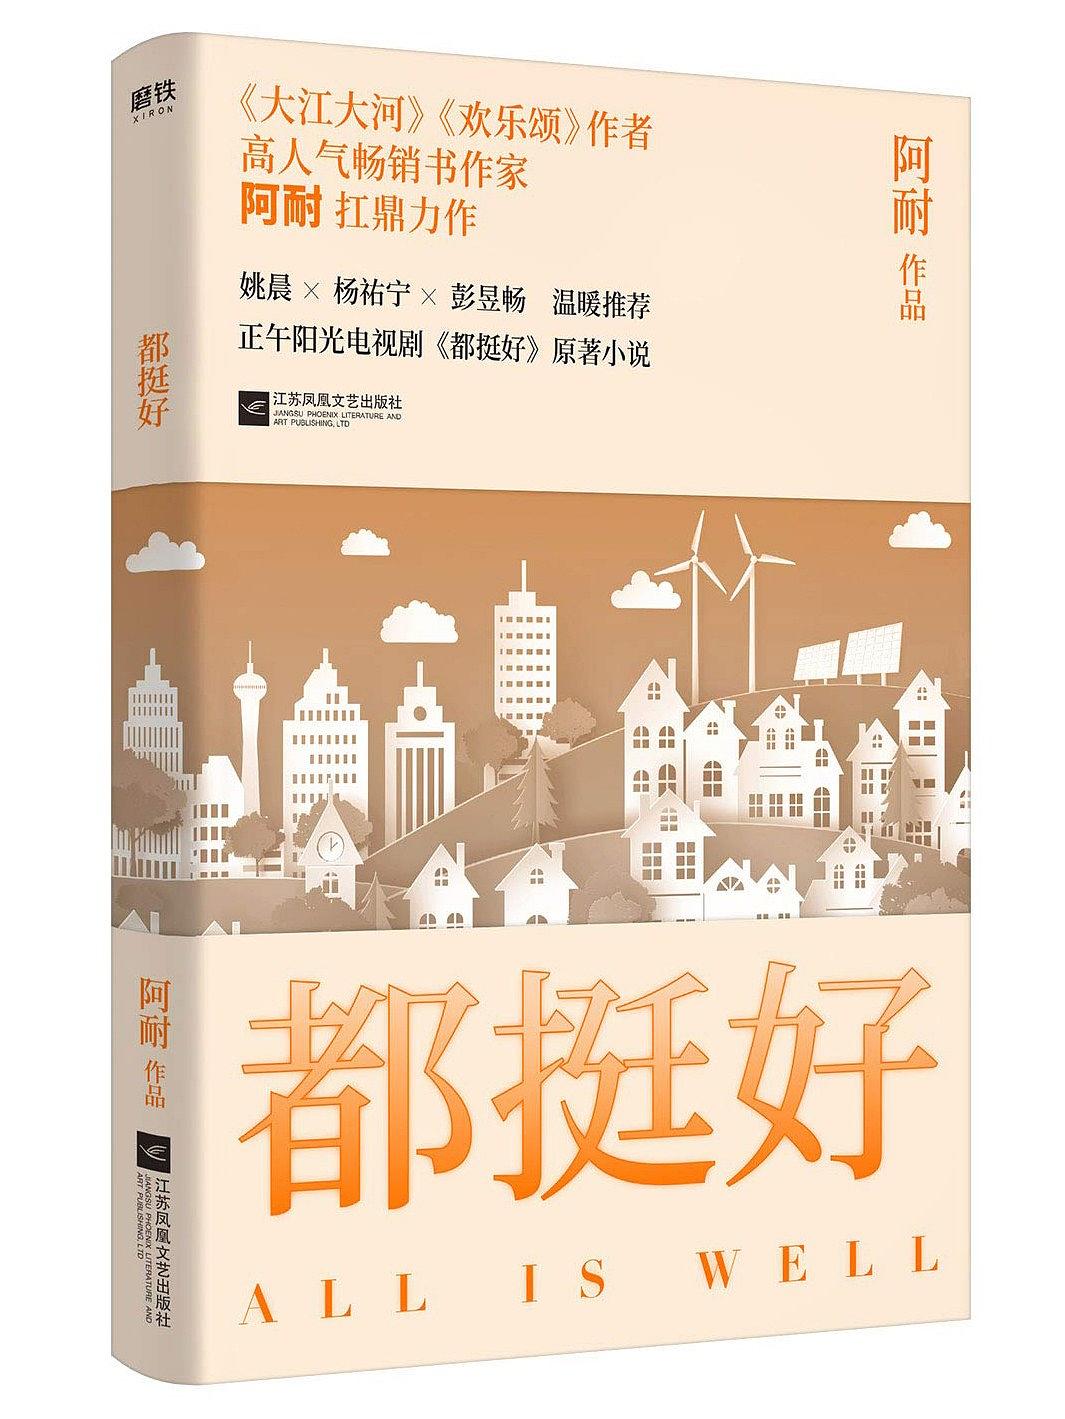 磨铁
XIRON
都挺好
阿耐 作品
江苏凤凰文艺出版社
JIANGSU PHOENIX LITERATURE AND
ART PUBLISHING, LTD
《大江大河》《欢乐颂》作者
高人气畅销书作家
阿耐 扛鼎力作
姚晨 × 杨祐宁 × 彭昱畅 温暖推荐
正午阳光电视剧《都挺好》原著小说
江苏凤凰文艺出版社
JIANGSU PHOENIX LITERATURE AND
ART PUBLISHING, LTD
阿耐 作品
都挺好
ALL IS WELL